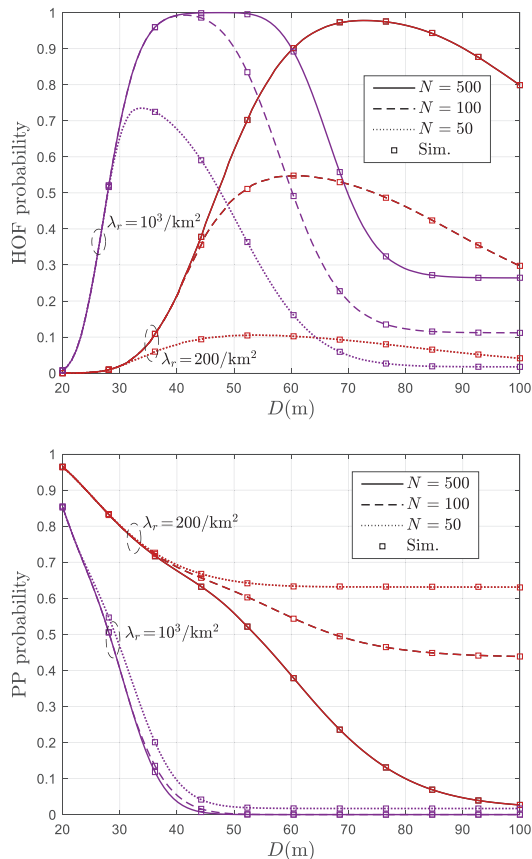 1
0.9
0.8
0.7
0.6
0.5
0.4
0.3
0.2
0.1
0
HOF probability
N = 500
N = 100
N = 50
Sim.
λr = 10³/km²
λr = 200/km²
20 30 40 50 60 70 80 90 100
D(m)
1
0.9
0.8
0.7
0.6
0.5
0.4
0.3
0.2
0.1
0
PP probability
N = 500
N = 100
N = 50
Sim.
λr = 200/km²
λr = 10³/km²
20 30 40 50 60 70 80 90 100
D(m)